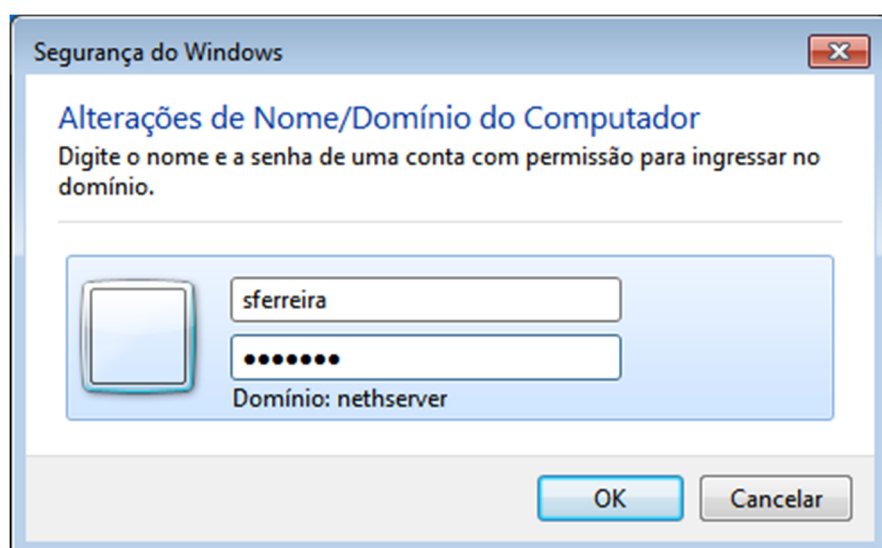 Segurança do Windows
Alterações de Nome/Domínio do Computador
Digite o nome e a senha de uma conta com permissão para ingressar no
domínio.
sferreira
●●●●●●●
Domínio: nethserver
OK Cancelar